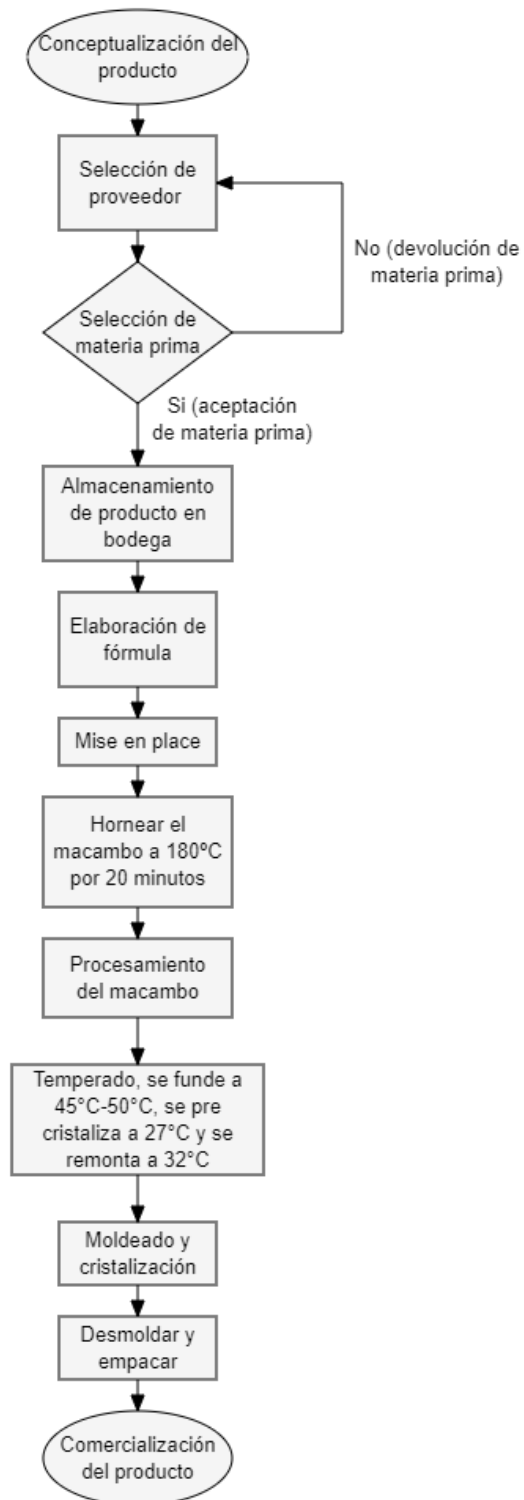 Conceptualización del
producto
Selección de
proveedor
No (devolución de
materia prima)
Selección de
materia prima
Si (aceptación
de materia prima)
Almacenamiento
de producto en
bodega
Elaboración de
fórmula
Mise en place
Hornear el
macambo a 180ºC
por 20 minutos
Procesamiento
del macambo
Temperado, se funde a
45°C-50°C, se pre
cristaliza a 27°C y se
remonta a 32°C
Moldeado y
cristalización
Desmoldar y
empacar
Comercialización
del producto